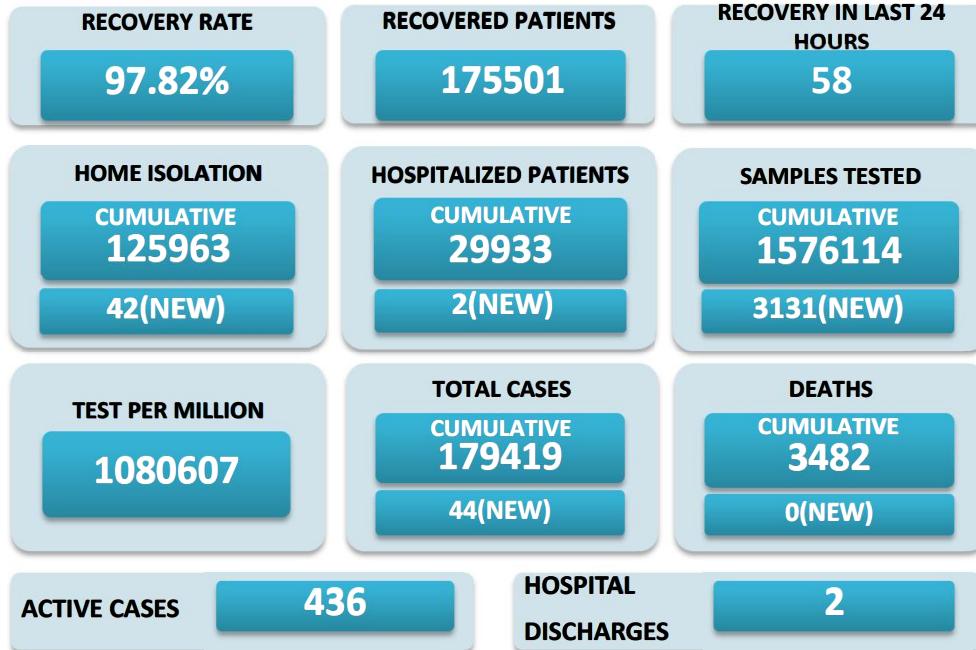 RECOVERY RATE
97.82%
RECOVERED PATIENTS
175501
RECOVERY IN LAST 24
HOURS
58
HOME ISOLATION
CUMULATIVE
125963
42(NEW)
HOSPITALIZED PATIENTS
CUMULATIVE
29933
2(NEW)
SAMPLES TESTED
CUMULATIVE
1576114
3131(NEW)
TEST PER MILLION
1080607
TOTAL CASES
CUMULATIVE
179419
44(NEW)
DEATHS
CUMULATIVE
3482
0(NEW)
ACTIVE CASES
436
HOSPITAL
DISCHARGES
2